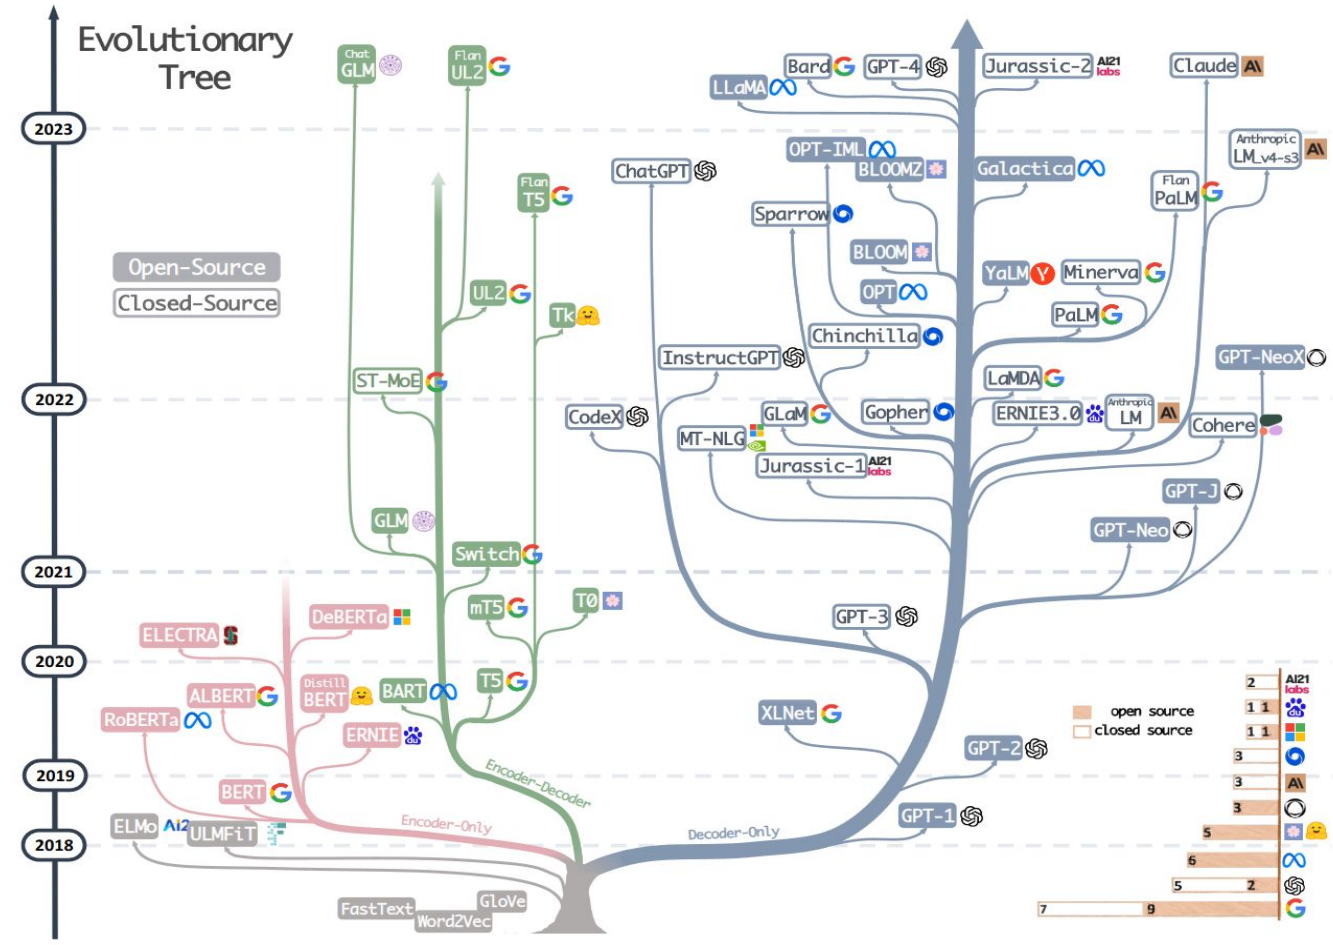 Evolutionary
Tree
2023
2022
2021
2020
2019
2018
Open-Source
Closed-Source
Chat
GLM
Flan
UL2
Flan
T5
UL2
Tk
ST-MoE
GLM
Switch
mT5
T0
T5
BART
Encoder-Decoder
DeBERTa
ELECTRA
ALBERT
Distill
BERT
RoBERTa
ERNIE
BERT
Encoder-Only
ELMo
Ai2
ULMFiT
FastText
Word2Vec
GloVe
Bard
GPT-4
Jurassic-2
AI21
labs
Claude
A\
LLaMA
OPT-IML
BLOOMZ
Galactica
Anthropic
LM_v4-s3
A\
ChatGPT
Flan
PaLM
Sparrow
BLOOM
YaLM
Y
Minerva
OPT
PaLM
Chinchilla
InstructGPT
GPT-NeoX
LaMDA
CodeX
GLaM
Gopher
ERNIE3.0
du
Anthropic
LM
A\
Cohere
MT-NLG
Jurassic-1
AI21
labs
GPT-J
GPT-Neo
GPT-3
XLNet
GPT-2
GPT-1
Decoder-Only
open source
closed source
2
AI21
labs
1 1
du
1 1
3
3
A\
3
5
6
5 2
7 9